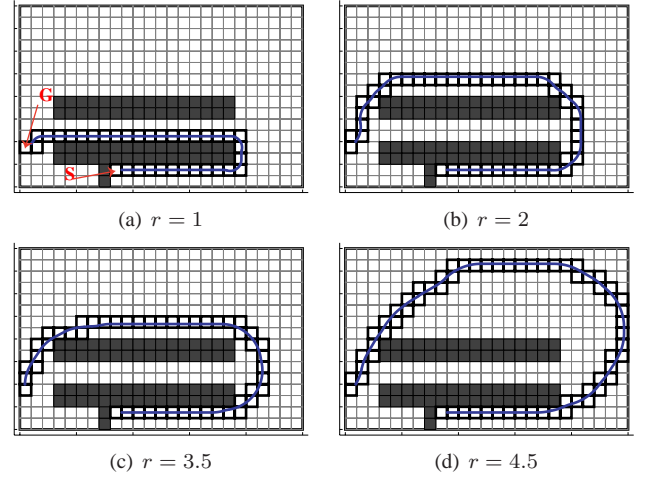 G
S
(a) r = 1
(b) r = 2
(c) r = 3.5
(d) r = 4.5